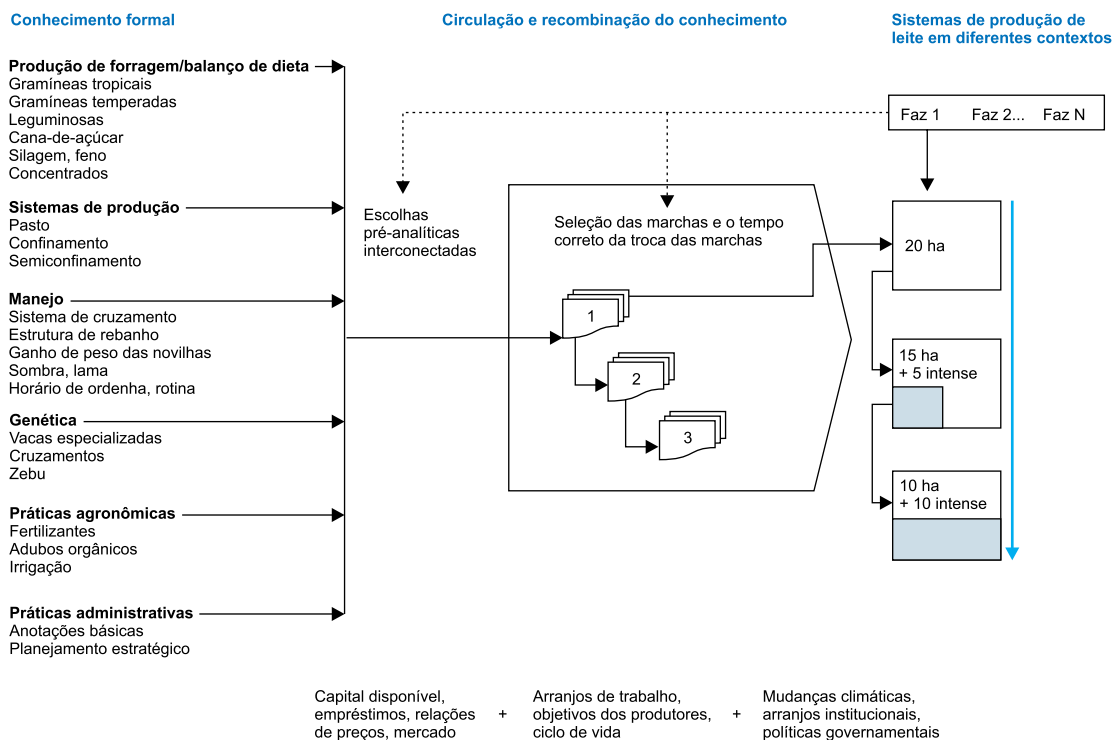 Conhecimento formal
Produção de forragem/balanço de dieta
Gramíneas tropicais
Gramíneas temperadas
Leguminosas
Cana-de-açúcar
Silagem, feno
Concentrados
Sistemas de produção
Pasto
Confinamento
Semiconfinamento
Manejo
Sistema de cruzamento
Estrutura de rebanho
Ganho de peso das novilhas
Sombra, lama
Horário de ordenha, rotina
Genética
Vacas especializadas
Cruzamentos
Zebu
Práticas agronômicas
Fertilizantes
Adubos orgânicos
Irrigação
Práticas administrativas
Anotações básicas
Planejamento estratégico
Circulação e recombinação do conhecimento
Escolhas
pré-analíticas
interconectadas
Seleção das marchas e o tempo
correto da troca das marchas
1
2
3
Sistemas de produção de
leite em diferentes contextos
Faz 1 Faz 2... Faz N
20 ha
15 ha
+ 5 intense
10 ha
+ 10 intense
Capital disponível,
empréstimos, relações
de preços, mercado
+
Arranjos de trabalho,
objetivos dos produtores,
ciclo de vida
+
Mudanças climáticas,
arranjos institucionais,
políticas governamentais